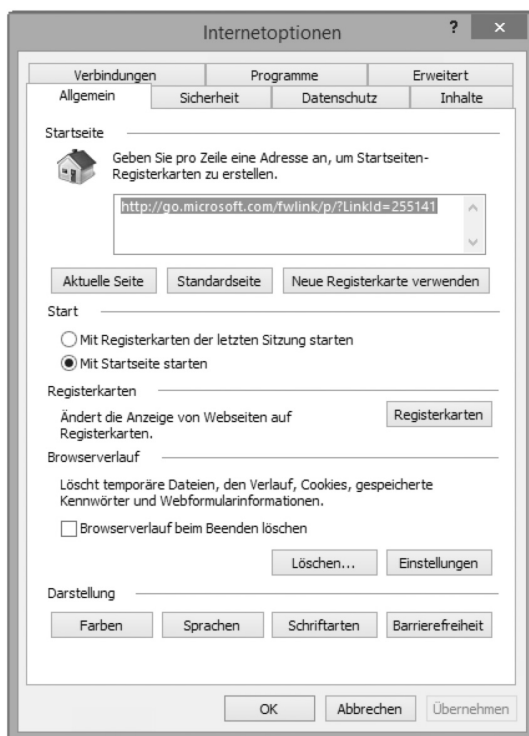 Internetoptionen
? ×
Verbindungen Programme Erweitert
Allgemein Sicherheit Datenschutz Inhalte
Startseite
Geben Sie pro Zeile eine Adresse an, um Startseiten-
Registerkarten zu erstellen.
http://go.microsoft.com/fwlink/p/?LinkId=255141
Aktuelle Seite Standardseite Neue Registerkarte verwenden
Start
Mit Registerkarten der letzten Sitzung starten
Mit Startseite starten
Registerkarten
Ändert die Anzeige von Webseiten auf
Registerkarten.
Registerkarten
Browserverlauf
Löscht temporäre Dateien, den Verlauf, Cookies, gespeicherte
Kennwörter und Webformularinformationen.
Browserverlauf beim Beenden löschen
Löschen... Einstellungen
Darstellung
Farben Sprachen Schriftarten Barrierefreiheit
OK Abbrechen Übernehmen